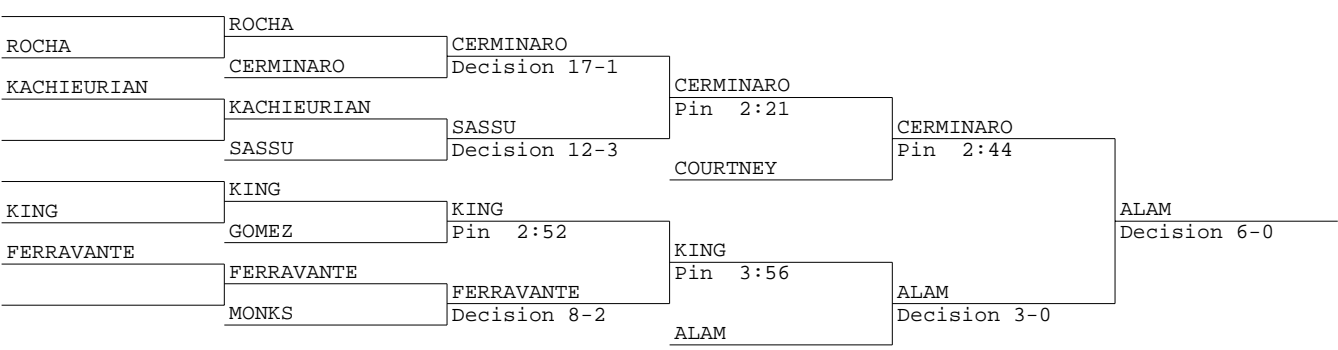 ROCHA
KACHIEURIAN
KING
FERRAVANTE
ROCHA
CERMINARO
KACHIEURIAN
SASSU
KING
GOMEZ
FERRAVANTE
MONKS
CERMINARO
Decision 17-1
SASSU
Decision 12-3
KING
Pin 2:52
FERRAVANTE
Decision 8-2
CERMINARO
Pin 2:21
COURTNEY
KING
Pin 3:56
ALAM
CERMINARO
Pin 2:44
ALAM
Decision 3-0
ALAM
Decision 6-0